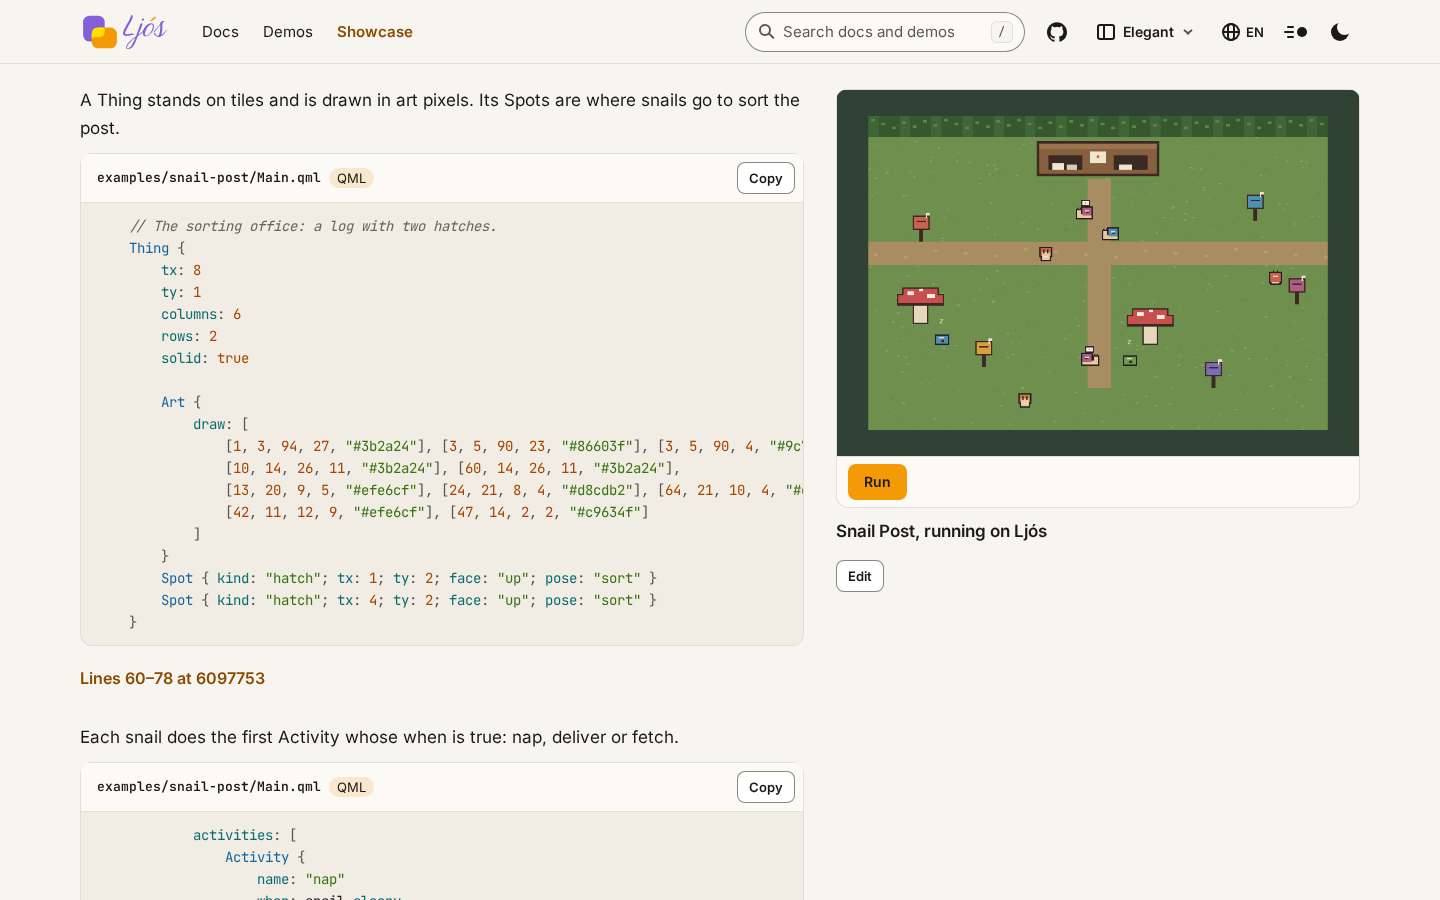 Ljós
Docs
Demos
Showcase
Search docs and demos
/
Elegant
EN
A Thing stands on tiles and is drawn in art pixels. Its Spots are where snails go to sort the
post.
examples/snail-post/Main.qml
QML
Copy
// The sorting office: a log with two hatches.
Thing {
tx: 8
ty: 1
columns: 6
rows: 2
solid: true
Art {
draw: [
[1, 3, 94, 27, "#3b2a24"], [3, 5, 90, 23, "#86603f"], [3, 5, 90, 4, "#9c
[10, 14, 26, 11, "#3b2a24"], [60, 14, 26, 11, "#3b2a24"],
[13, 20, 9, 5, "#efe6cf"], [24, 21, 8, 4, "#d8cdb2"], [64, 21, 10, 4, "#
[42, 11, 12, 9, "#efe6cf"], [47, 14, 2, 2, "#c9634f"]
]
}
Spot { kind: "hatch"; tx: 1; ty: 2; face: "up"; pose: "sort" }
Spot { kind: "hatch"; tx: 4; ty: 2; face: "up"; pose: "sort" }
}
Lines 60–78 at 6097753
Each snail does the first Activity whose when is true: nap, deliver or fetch.
examples/snail-post/Main.qml
QML
Copy
activities: [
Activity {
name: "nap"
Run
Snail Post, running on Ljós
Edit